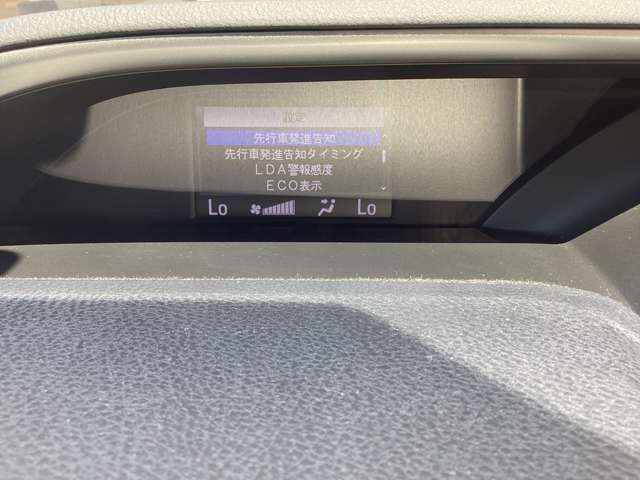 設定
先行車発進告知
先行車発進告知タイミング
LDA警報感度
ECO表示
Lo Lo